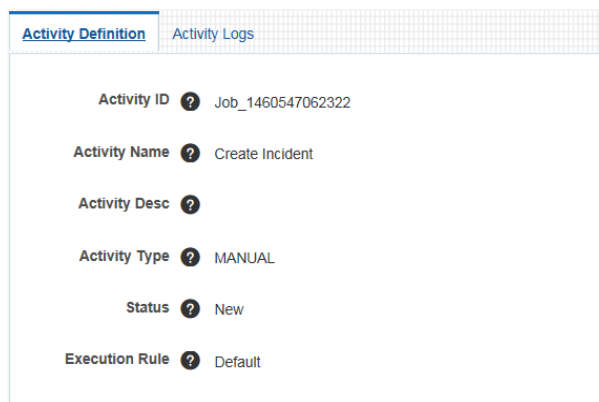 Activity Definition Activity Logs
Activity ID ? Job_1460547062322
Activity Name ? Create Incident
Activity Desc ?
Activity Type ? MANUAL
Status ? New
Execution Rule ? Default